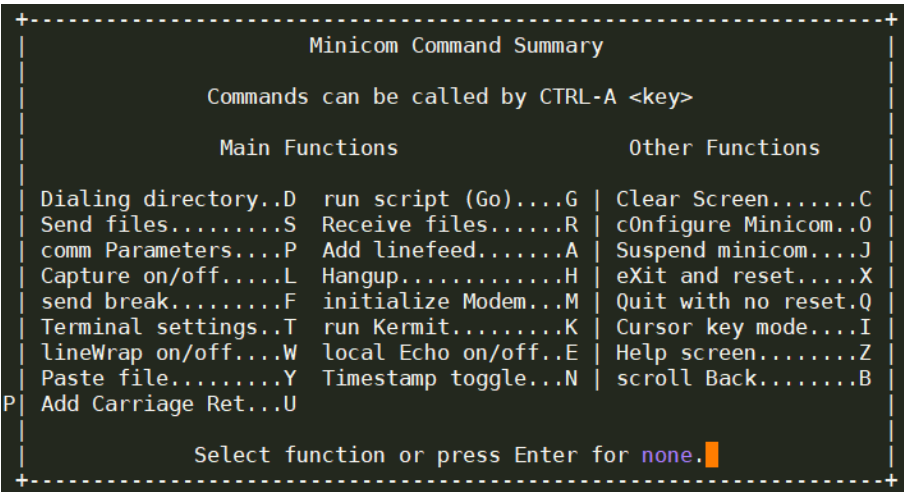 Minicom Command Summary
Commands can be called by CTRL-A <key>
Main Functions Other Functions
Dialing directory..D run script (Go)....G | Clear Screen.......C
Send files.........S Receive files......R | cOnfigure Minicom..O
comm Parameters....P Add linefeed.......A | Suspend minicom....J
Capture on/off.....L Hangup.............H | eXit and reset.....X
send break.........F initialize Modem...M | Quit with no reset.Q
Terminal settings..T run Kermit.........K | Cursor key mode....I
lineWrap on/off....W local Echo on/off..E | Help screen........Z
Paste file.........Y Timestamp toggle...N | scroll Back........B
P| Add Carriage Ret...U
Select function or press Enter for none.